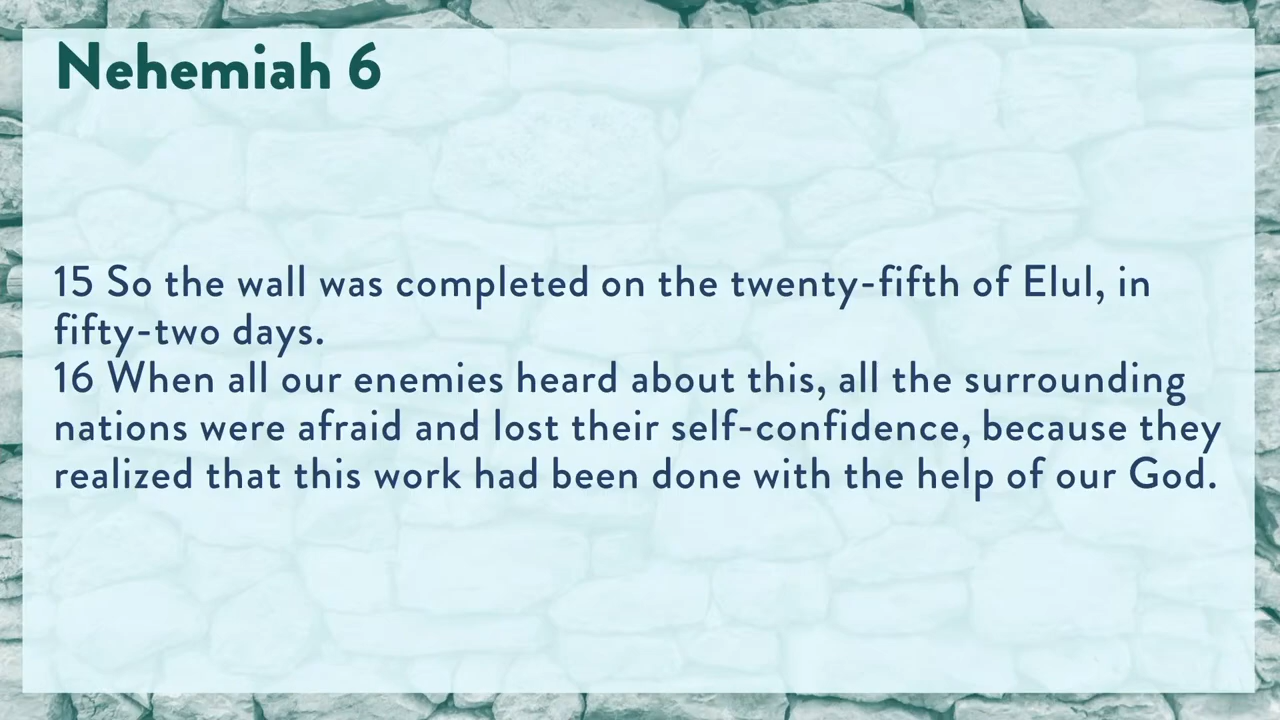 Nehemiah 6
15 So the wall was completed on the twenty-fifth of Elul, in
fifty-two days.
16 When all our enemies heard about this, all the surrounding
nations were afraid and lost their self-confidence, because they
realized that this work had been done with the help of our God.